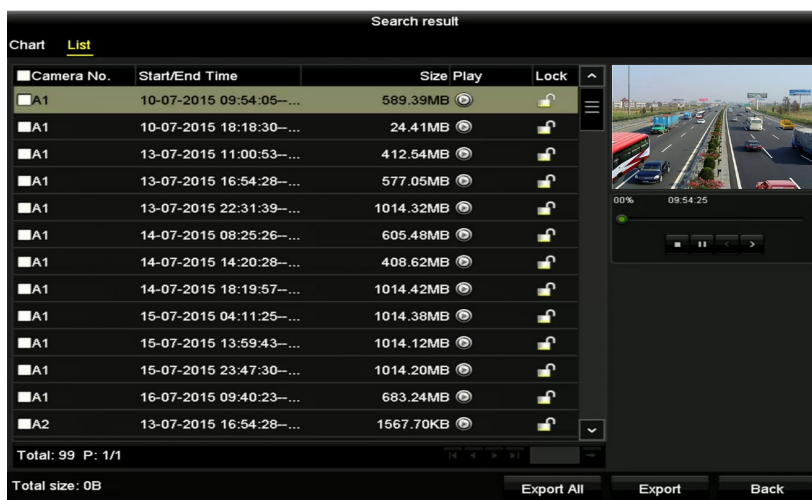 Search result
Chart List
Camera No. Start/End Time Size Play Lock
A1 10-07-2015 09:54:05--... 589.39MB
A1 10-07-2015 18:18:30--... 24.41MB
A1 13-07-2015 11:00:53--... 412.54MB
A1 13-07-2015 16:54:28--... 577.05MB
A1 13-07-2015 22:31:39--... 1014.32MB
A1 14-07-2015 08:25:26--... 605.48MB
A1 14-07-2015 14:20:28--... 408.62MB
A1 14-07-2015 18:19:57--... 1014.42MB
A1 15-07-2015 04:11:25--... 1014.38MB
A1 15-07-2015 13:59:43--... 1014.12MB
A1 15-07-2015 23:47:30--... 1014.20MB
A1 16-07-2015 09:40:23--... 683.24MB
A2 13-07-2015 16:54:28--... 1567.70KB
00% 09:54:25
Total: 99 P: 1/1
Total size: 0B
Export All Export Back